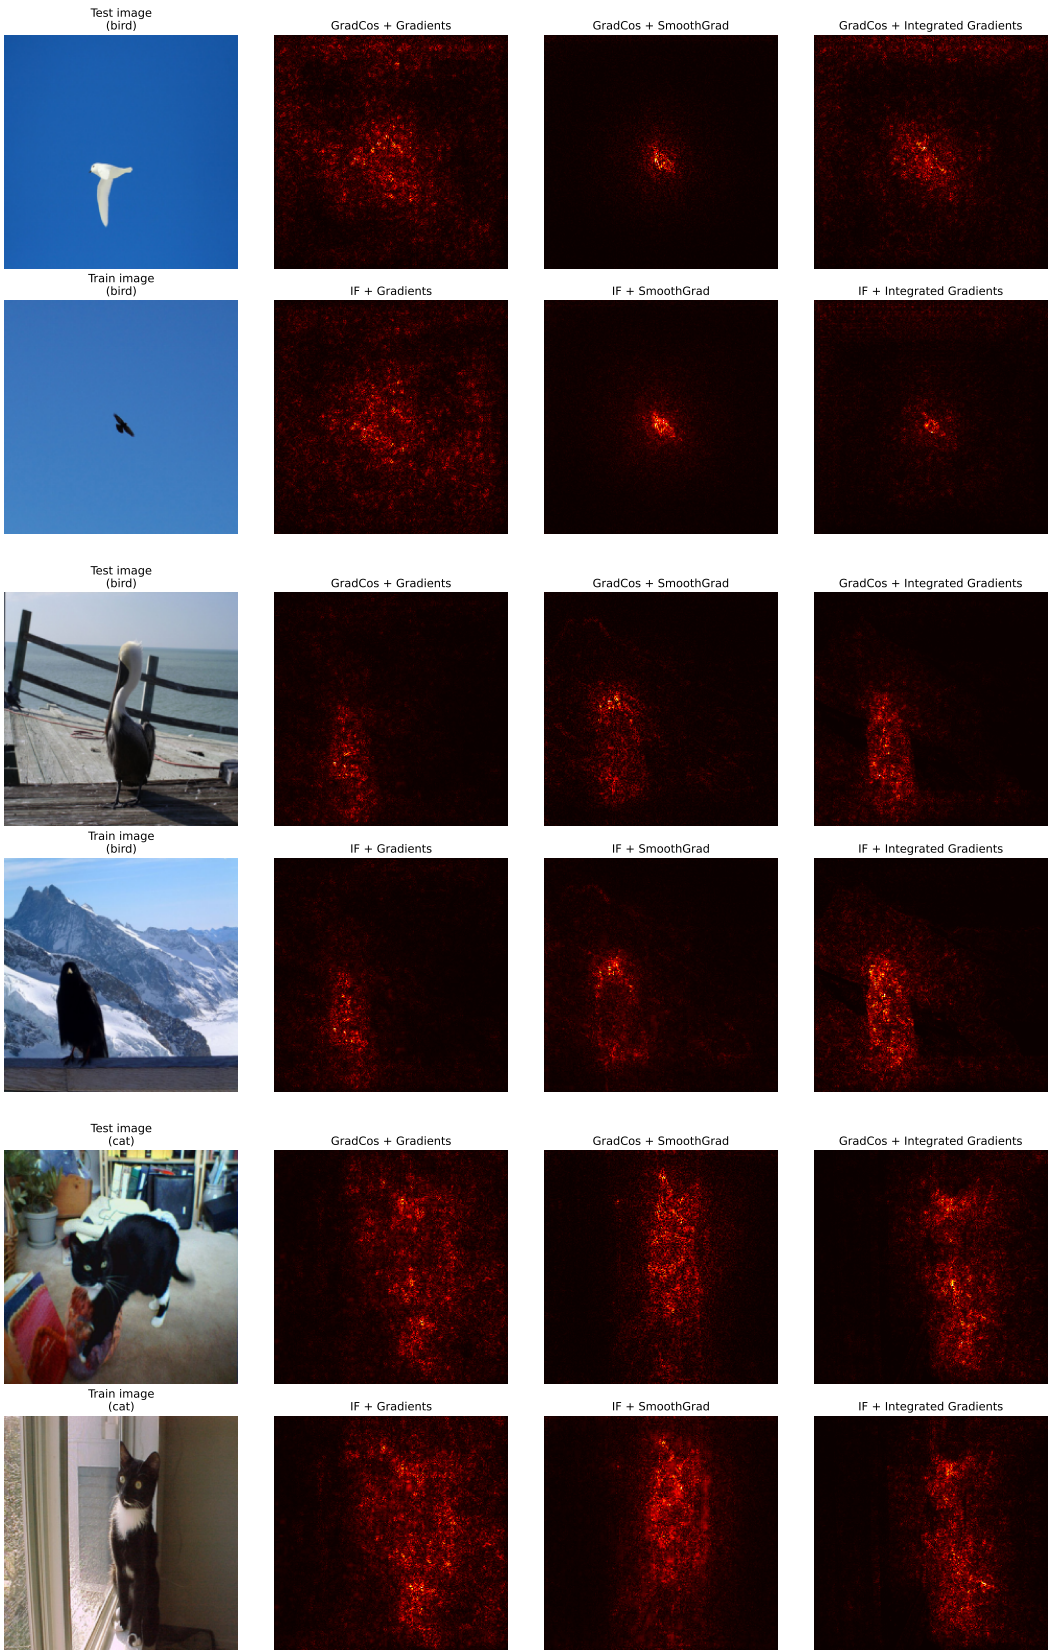 Test image
(bird)
GradCos + Gradients
GradCos + SmoothGrad
GradCos + Integrated Gradients
Train image
(bird)
IF + Gradients
IF + SmoothGrad
IF + Integrated Gradients
Test image
(bird)
GradCos + Gradients
GradCos + SmoothGrad
GradCos + Integrated Gradients
Train image
(bird)
IF + Gradients
IF + SmoothGrad
IF + Integrated Gradients
Test image
(cat)
GradCos + Gradients
GradCos + SmoothGrad
GradCos + Integrated Gradients
Train image
(cat)
IF + Gradients
IF + SmoothGrad
IF + Integrated Gradients